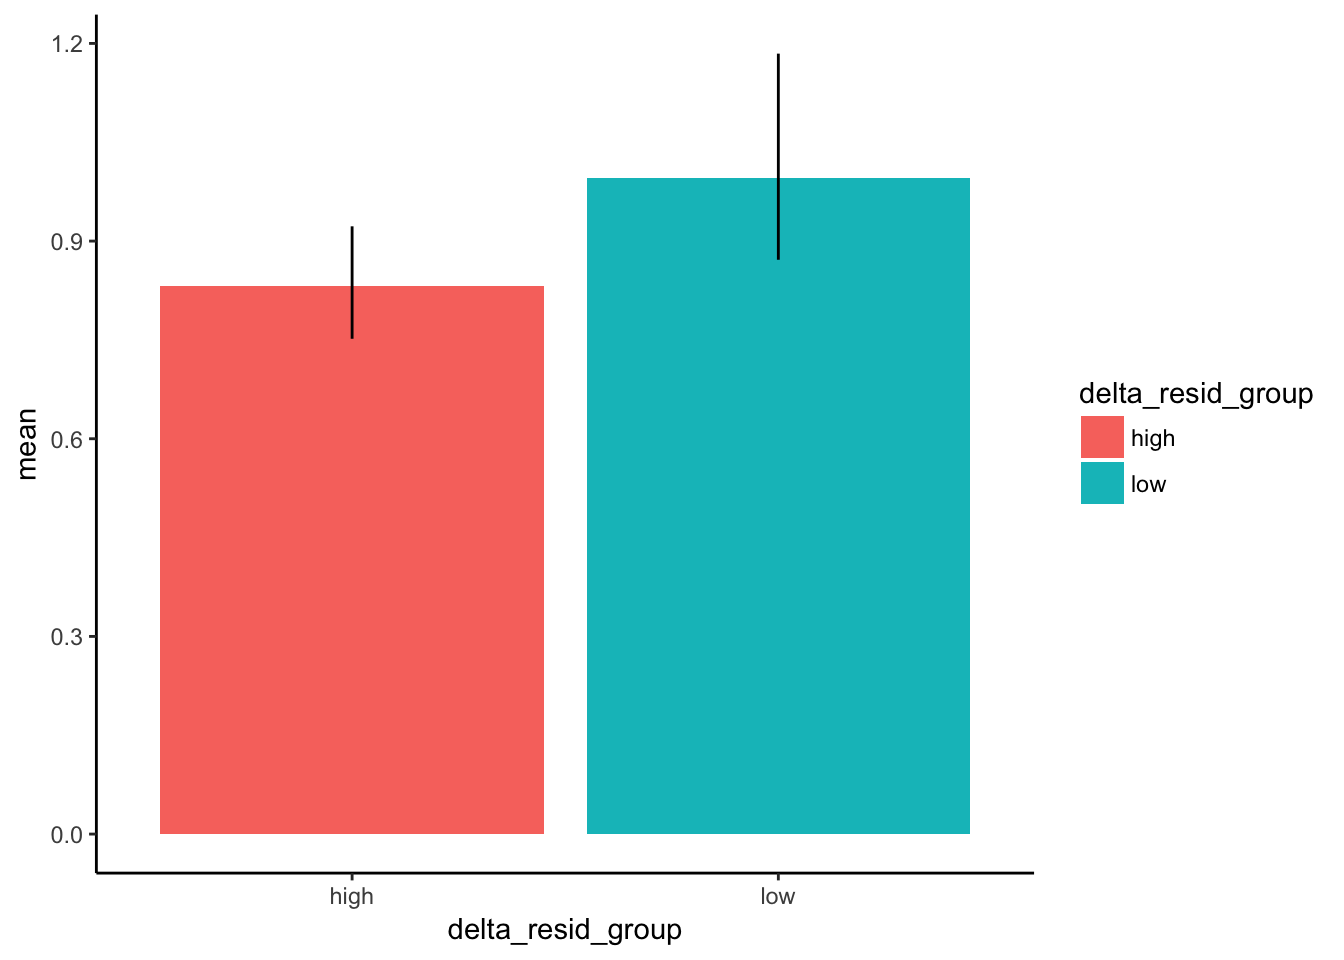 1.2
0.9
0.6
0.3
0.0
mean
high
low
delta_resid_group
delta_resid_group
high
low